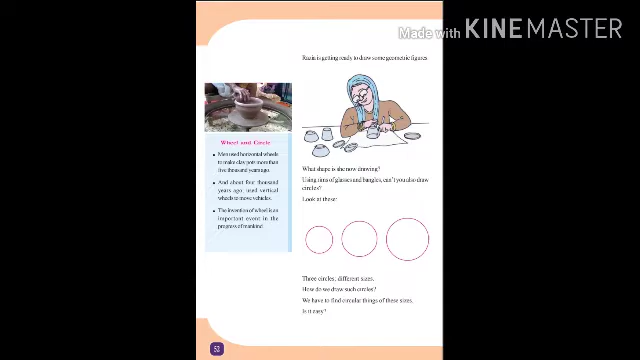 Made with KINEMASTER
Razia is getting ready to draw some geometric figures
Wheel and Circle
Men used horizontal wheels
to make clay pots more than
five thousand years ago.
And about four thousand
years ago, used vertical
wheels to move vehicles.
The invention of wheel is an
important event in the
progress of mankind
What shape is she now drawing?
Using rims of glasses and bangles, can't you also draw
circles?
Look at these:
Three circles; different sizes.
How do we draw such circles?
We have to find circular things of these sizes.
Is it easy?
52